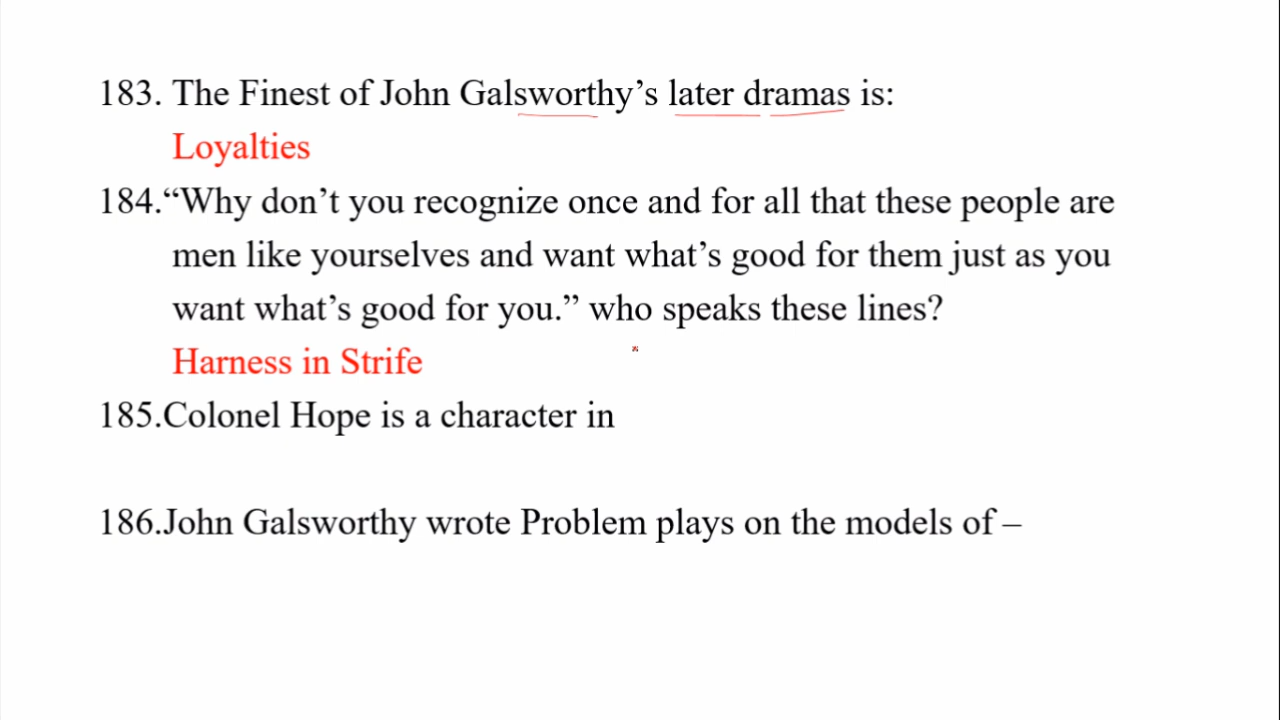 183. The Finest of John Galsworthy’s later dramas is:
Loyalties
184.“Why don’t you recognize once and for all that these people are
men like yourselves and want what’s good for them just as you
want what’s good for you.” who speaks these lines?
Harness in Strife
185.Colonel Hope is a character in
186.John Galsworthy wrote Problem plays on the models of –